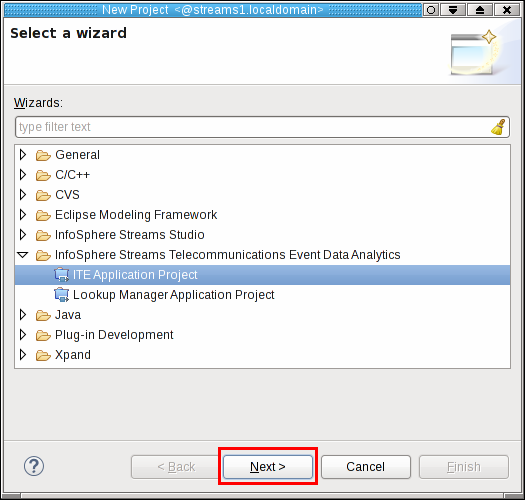 New Project <@streams1.localdomain>
Select a wizard
Wizards:
type filter text
General
C/C++
CVS
Eclipse Modeling Framework
InfoSphere Streams Studio
InfoSphere Streams Telecommunications Event Data Analytics
ITE Application Project
Lookup Manager Application Project
Java
Plug-in Development
Xpand
? < Back Next > Cancel Finish